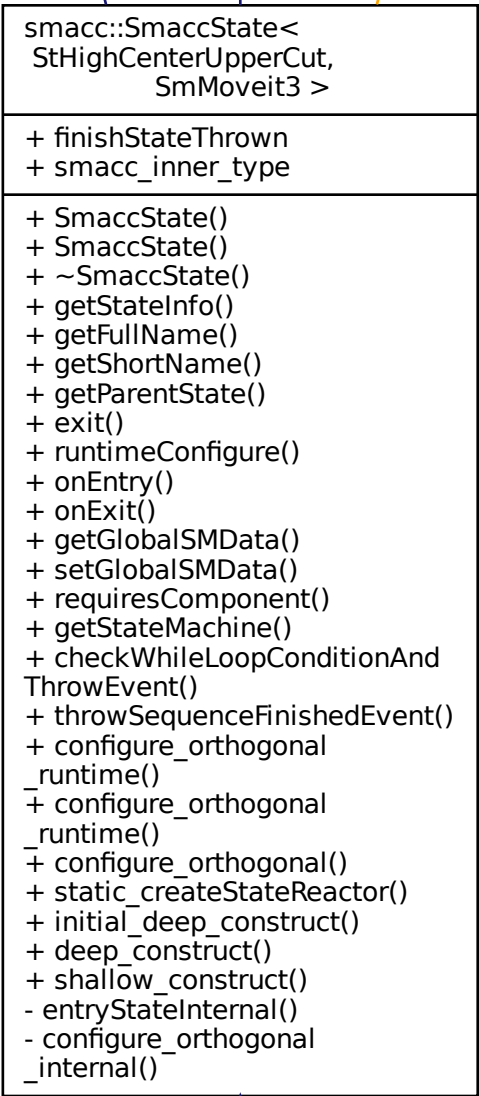 smacc::SmaccState<
StHighCenterUpperCut,
SmMoveit3 >
+ finishStateThrown
+ smacc_inner_type
+ SmaccState()
+ SmaccState()
+ ~SmaccState()
+ getStateInfo()
+ getFullName()
+ getShortName()
+ getParentState()
+ exit()
+ runtimeConfigure()
+ onEntry()
+ onExit()
+ getGlobalSMData()
+ setGlobalSMData()
+ requiresComponent()
+ getStateMachine()
+ checkWhileLoopConditionAnd
ThrowEvent()
+ throwSequenceFinishedEvent()
+ configure_orthogonal
_runtime()
+ configure_orthogonal
_runtime()
+ configure_orthogonal()
+ static_createStateReactor()
+ initial_deep_construct()
+ deep_construct()
+ shallow_construct()
- entryStateInternal()
- configure_orthogonal
_internal()